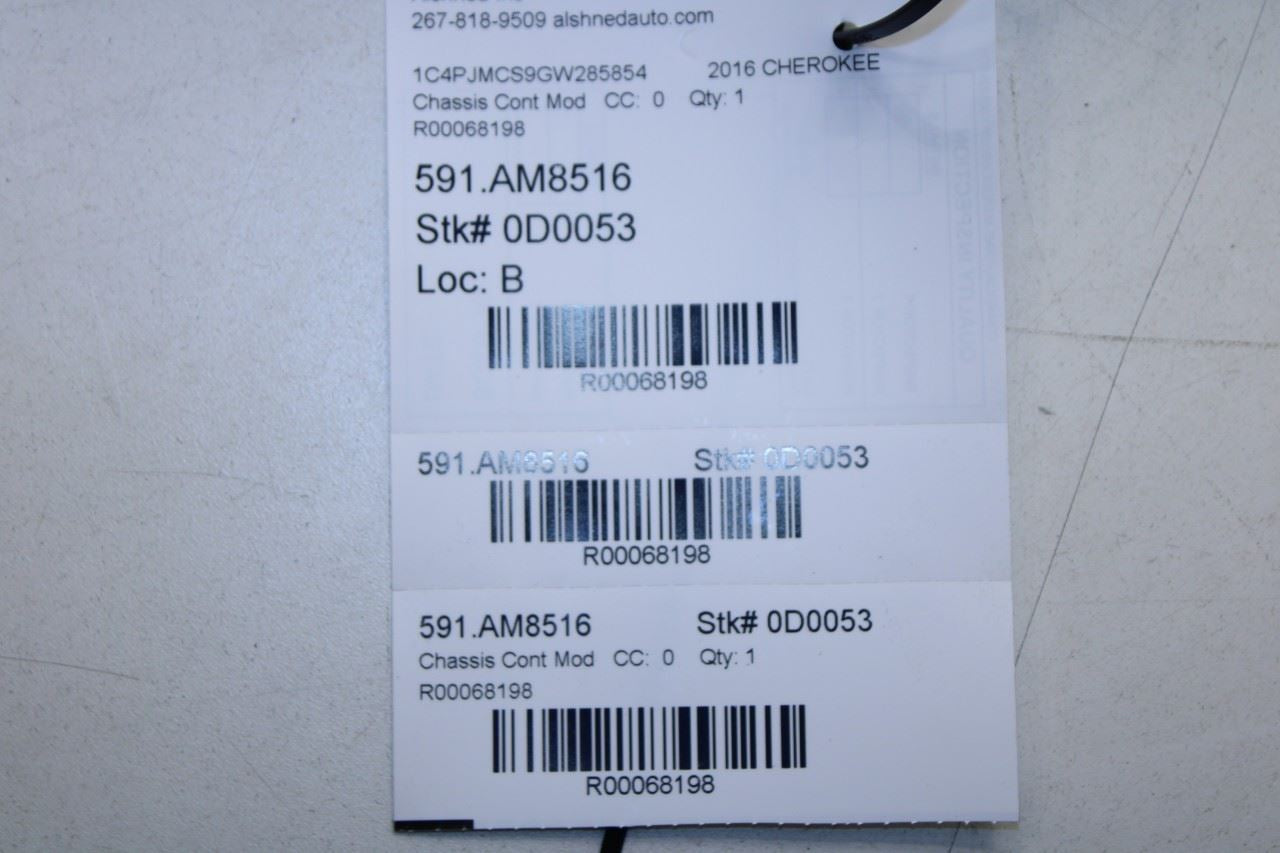 267-818-9509 alshnedauto.com
1C4PJMCS9GW285854 2016 CHEROKEE
Chassis Cont Mod CC: 0 Qty: 1
R00068198
591.AM8516
Stk# 0D0053
Loc: B
R00068198
591.AM8516 Stk# 0D0053
R00068198
591.AM8516 Stk# 0D0053
Chassis Cont Mod CC: 0 Qty: 1
R00068198
R00068198
QUALITY INSPECTION